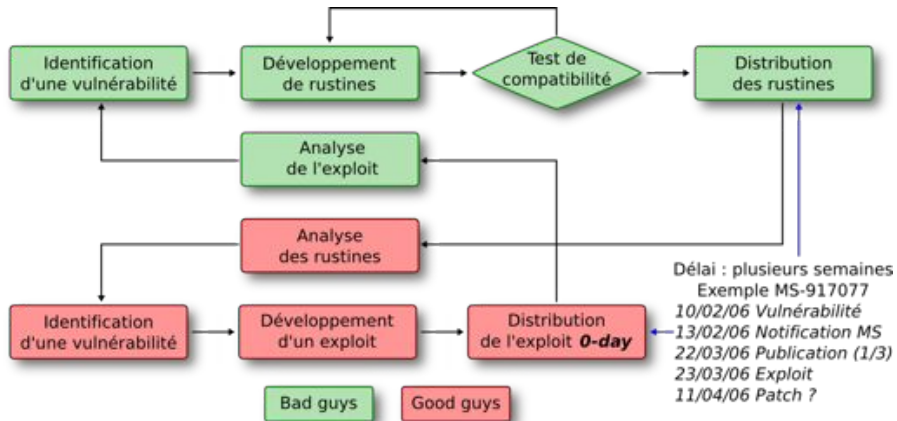 Identification
d'une vulnérabilité
Développement
de rustines
Test de
compatibilité
Distribution
des rustines
Analyse
de l'exploit
Analyse
des rustines
Identification
d'une vulnérabilité
Développement
d'un exploit
Distribution
de l'exploit 0-day
Délai : plusieurs semaines
Exemple MS-917077
10/02/06 Vulnérabilité
13/02/06 Notification MS
22/03/06 Publication (1/3)
23/03/06 Exploit
11/04/06 Patch ?
Bad guys
Good guys